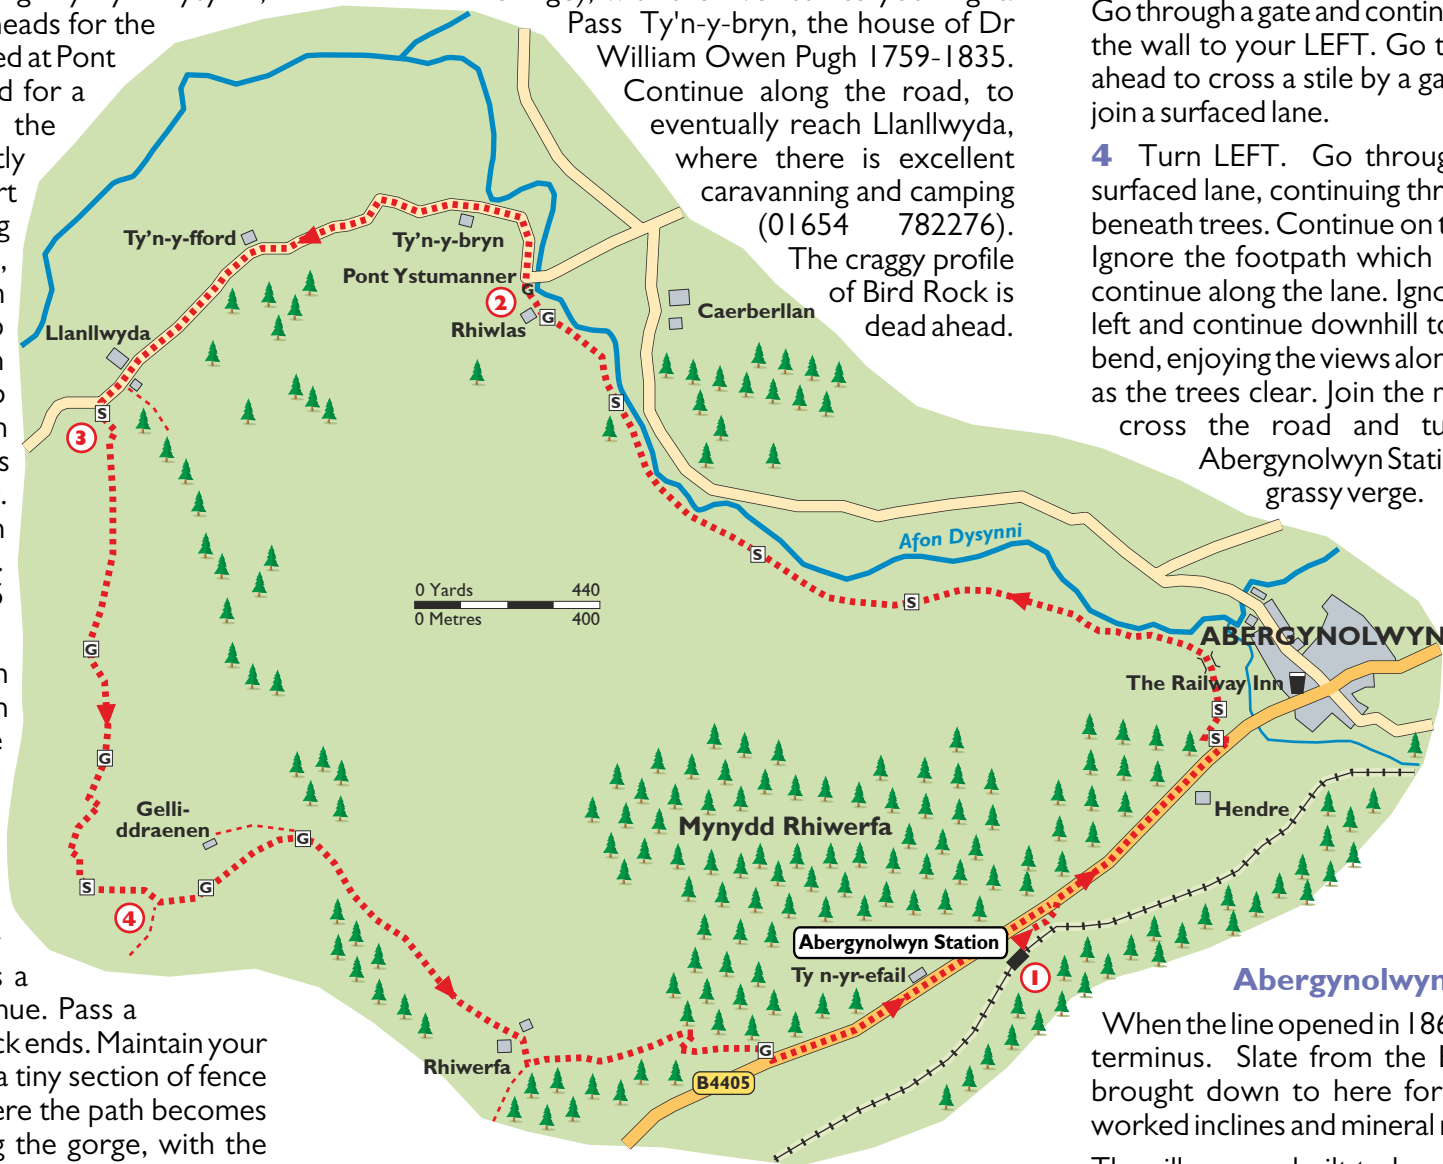 heads for the
ed at Pont
d for a
the
tly
rt
g
,
n
o
n
o
n
s
.
n
.
n
n
e
s a
nue. Pass a
ck ends. Maintain your
a tiny section of fence
ere the path becomes
g the gorge, with the
Pass Ty'n-y-bryn, the house of Dr
William Owen Pugh 1759-1835.
Continue along the road, to
eventually reach Llanllwyda,
where there is excellent
caravanning and camping
(01654 782276).
The craggy profile
of Bird Rock is
dead ahead.
Go through a gate and contin
the wall to your LEFT. Go t
ahead to cross a stile by a ga
join a surfaced lane.
4 Turn LEFT. Go throug
surfaced lane, continuing thr
beneath trees. Continue on t
Ignore the footpath which
continue along the lane. Igno
left and continue downhill to
bend, enjoying the views alon
as the trees clear. Join the r
cross the road and tu
Abergynolwyn Stati
grassy verge.
Ty'n-y-fford
Ty'n-y-bryn
Pont Ystumanner
G
2
G
Rhiwlas
Caerberllan
Llanllwyda
S
3
S
S
Afon Dysynni
0 Yards 440
0 Metres 400
S
ABERGYNOLWYN
The Railway Inn
G
S
S
G
Hendre
Gelli-
ddraenen
G
Mynydd Rhiwerfa
S
G
4
Abergynolwyn Station
Ty n-yr-efail
1
Rhiwerfa
G
B4405
Abergynolwyn
When the line opened in 186
terminus. Slate from the
brought down to here for
worked inclines and mineral r